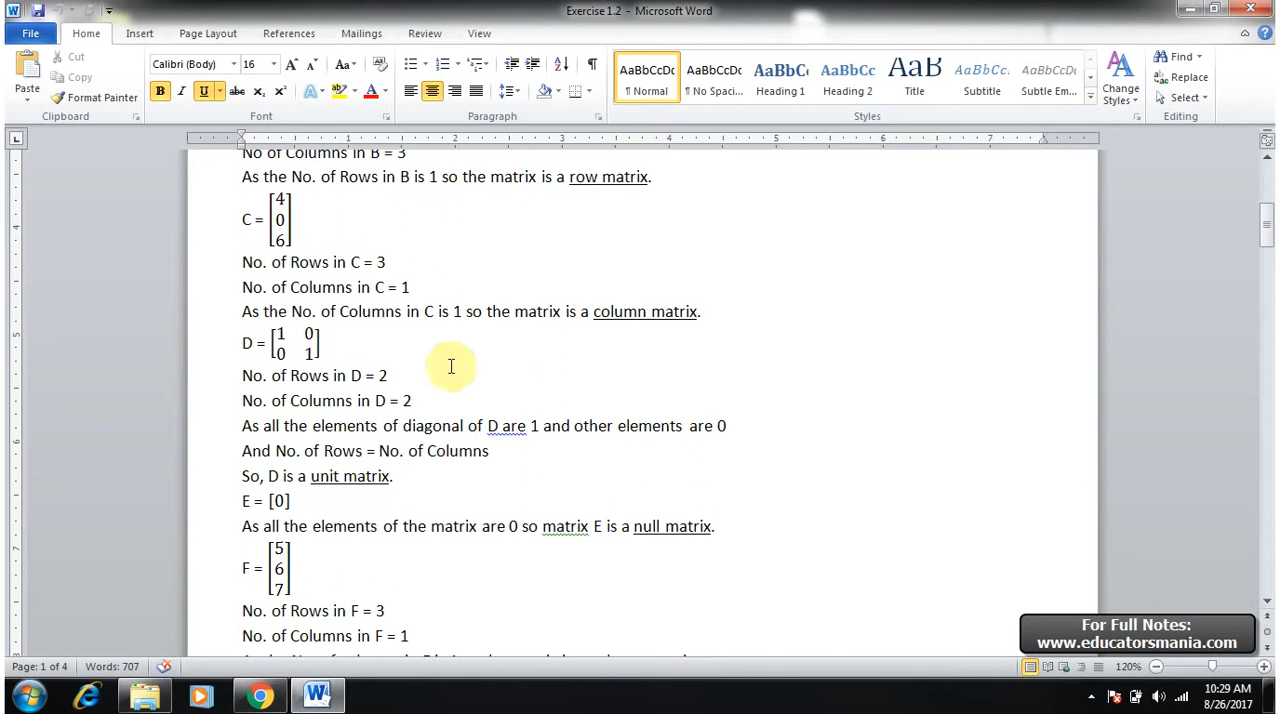 Exercise 1.2 - Microsoft Word
File Home Insert Page Layout References Mailings Review View
Paste
Cut
Copy
Format Painter
Clipboard
Calibri (Body) 16
Font
Paragraph
AaBbCcDc AaBbCcDc AaBbCc AaBbCc AaB AaBbCcI AaBbCcDc
¶ Normal ¶ No Spaci... Heading 1 Heading 2 Title Subtitle Subtle Em...
Styles
Change Styles
Find
Replace
Select
Editing
1 2 3 4 5 6 7
No of Columns in B = 3
As the No. of Rows in B is 1 so the matrix is a row matrix.
4
C = 0
6
No. of Rows in C = 3
No. of Columns in C = 1
As the No. of Columns in C is 1 so the matrix is a column matrix.
D = [1 0
0 1]
No. of Rows in D = 2
No. of Columns in D = 2
As all the elements of diagonal of D are 1 and other elements are 0
And No. of Rows = No. of Columns
So, D is a unit matrix.
E = [0]
As all the elements of the matrix are 0 so matrix E is a null matrix.
5
F = 6
7
No. of Rows in F = 3
No. of Columns in F = 1
For Full Notes:
www.educatorsmania.com
Page: 1 of 4 Words: 707 120%
10:29 AM
8/26/2017